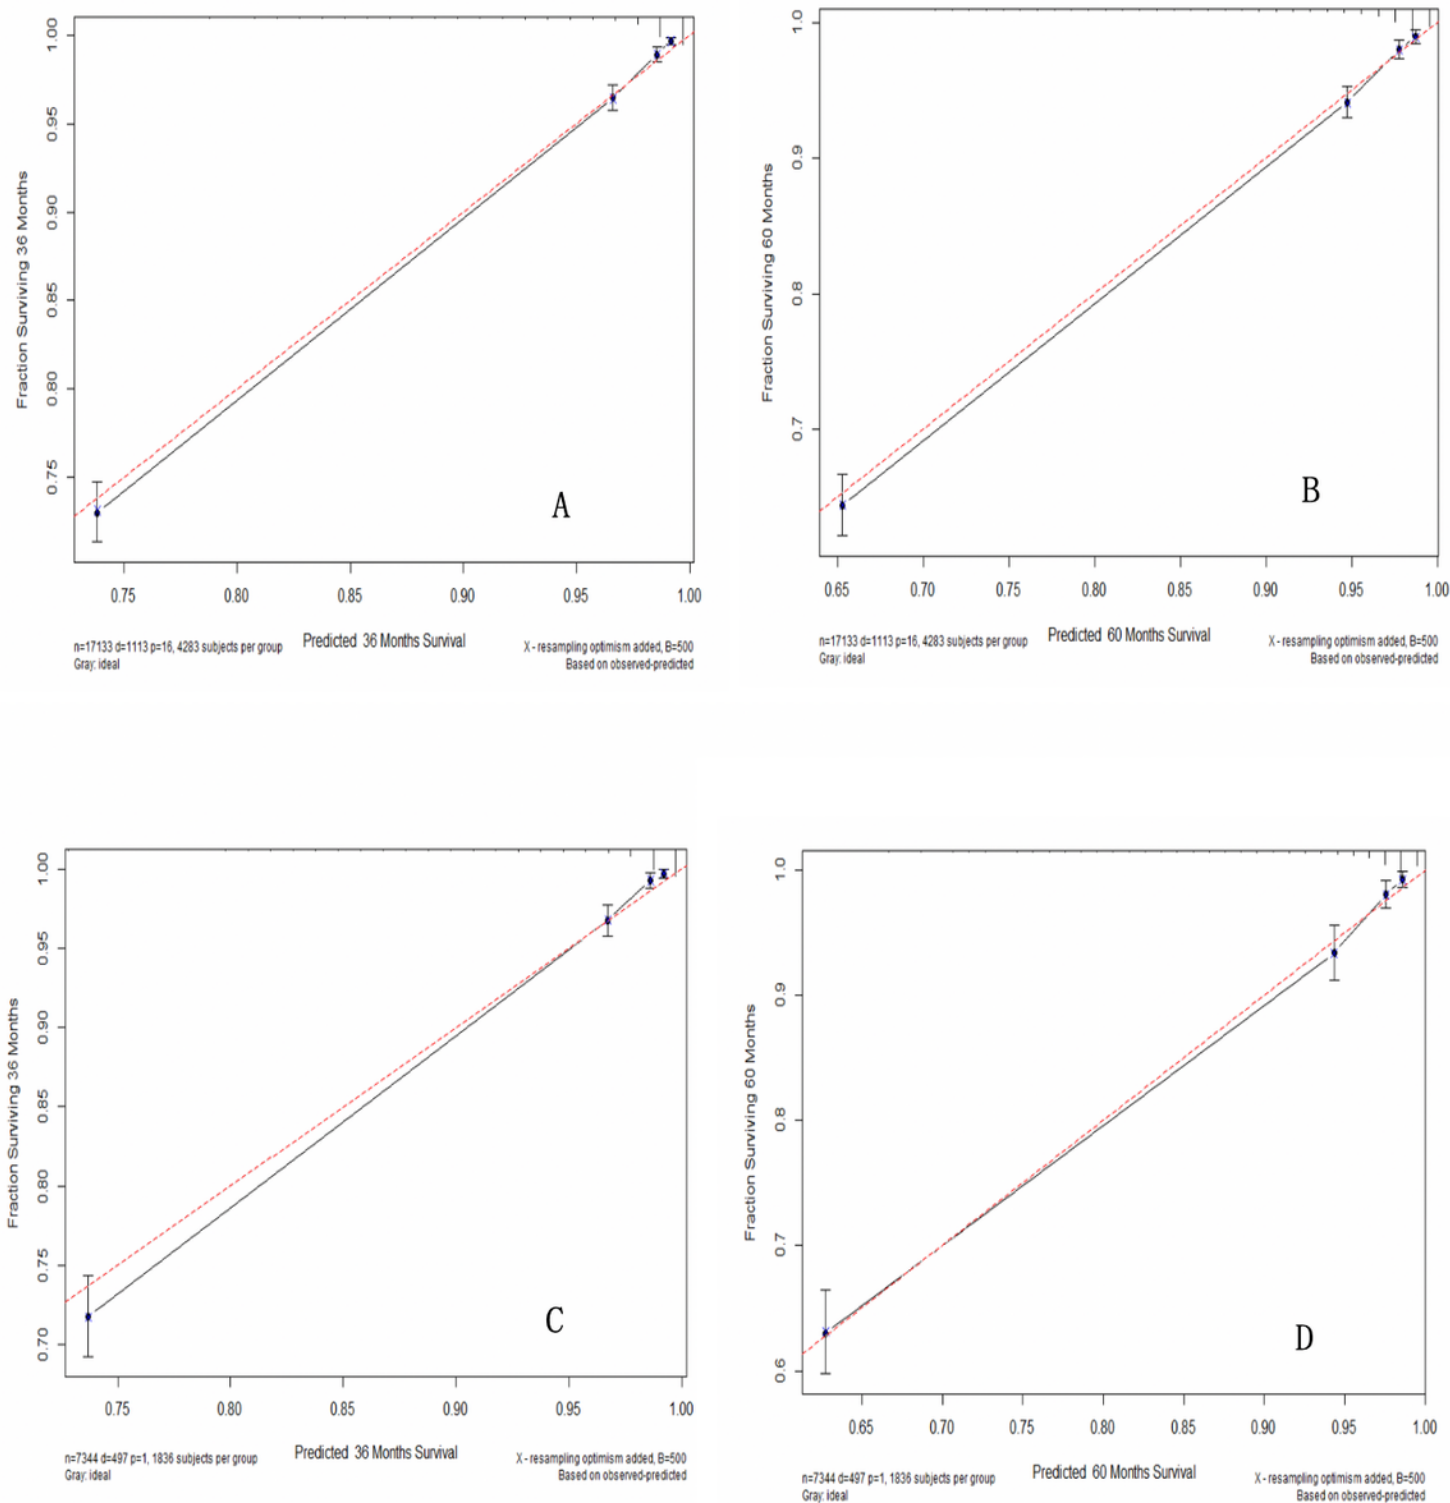 Fraction Surviving 36 Months
1.00
0.95
0.90
0.85
0.80
0.75
A
0.75 0.80 0.85 0.90 0.95 1.00
Predicted 36 Months Survival
n=17133 d=1113 p=16, 4283 subjects per group
Gray: ideal
X - resampling optimism added, B=500
Based on observed-predicted
Fraction Surviving 60 Months
1.0
0.9
0.8
0.7
B
0.65 0.70 0.75 0.80 0.85 0.90 0.95 1.00
Predicted 60 Months Survival
n=17133 d=1113 p=16, 4283 subjects per group
Gray: ideal
X - resampling optimism added, B=500
Based on observed-predicted
Fraction Surviving 36 Months
1.00
0.95
0.90
0.85
0.80
0.75
0.70
C
0.75 0.80 0.85 0.90 0.95 1.00
Predicted 36 Months Survival
n=7344 d=497 p=1, 1836 subjects per group
Gray: ideal
X - resampling optimism added, B=500
Based on observed-predicted
Fraction Surviving 60 Months
1.0
0.9
0.8
0.7
0.6
D
0.65 0.70 0.75 0.80 0.85 0.90 0.95 1.00
Predicted 60 Months Survival
n=7344 d=497 p=1, 1836 subjects per group
Gray: ideal
X - resampling optimism added, B=500
Based on observed-predicted